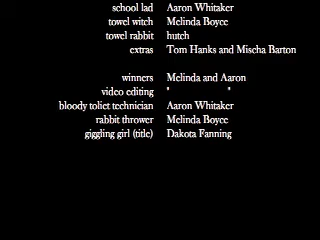 school lad Aaron Whitaker
towel witch Melinda Boyce
towel rabbit hutch
extras Tom Hanks and Mischa Barton
winners Melinda and Aaron
video editing " "
bloody toilet technician Aaron Whitaker
rabbit thrower Melinda Boyce
giggling girl (title) Dakota Fanning